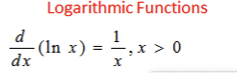 Logarithmic Functions
d/dx (ln x) = 1/x, x > 0